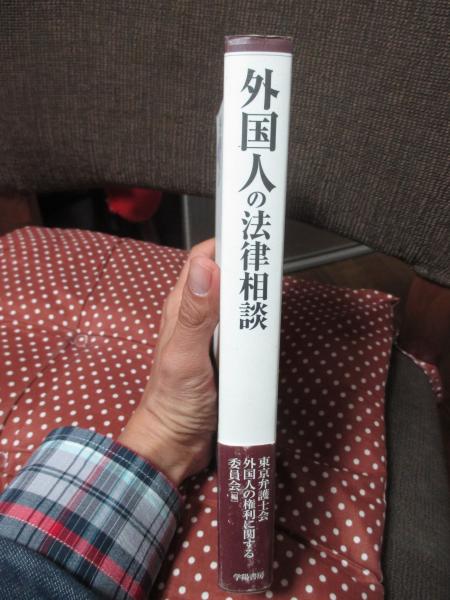 外国人の法律相談
東京弁護士会
外国人の権利に関する
委員会[編]
学陽書房